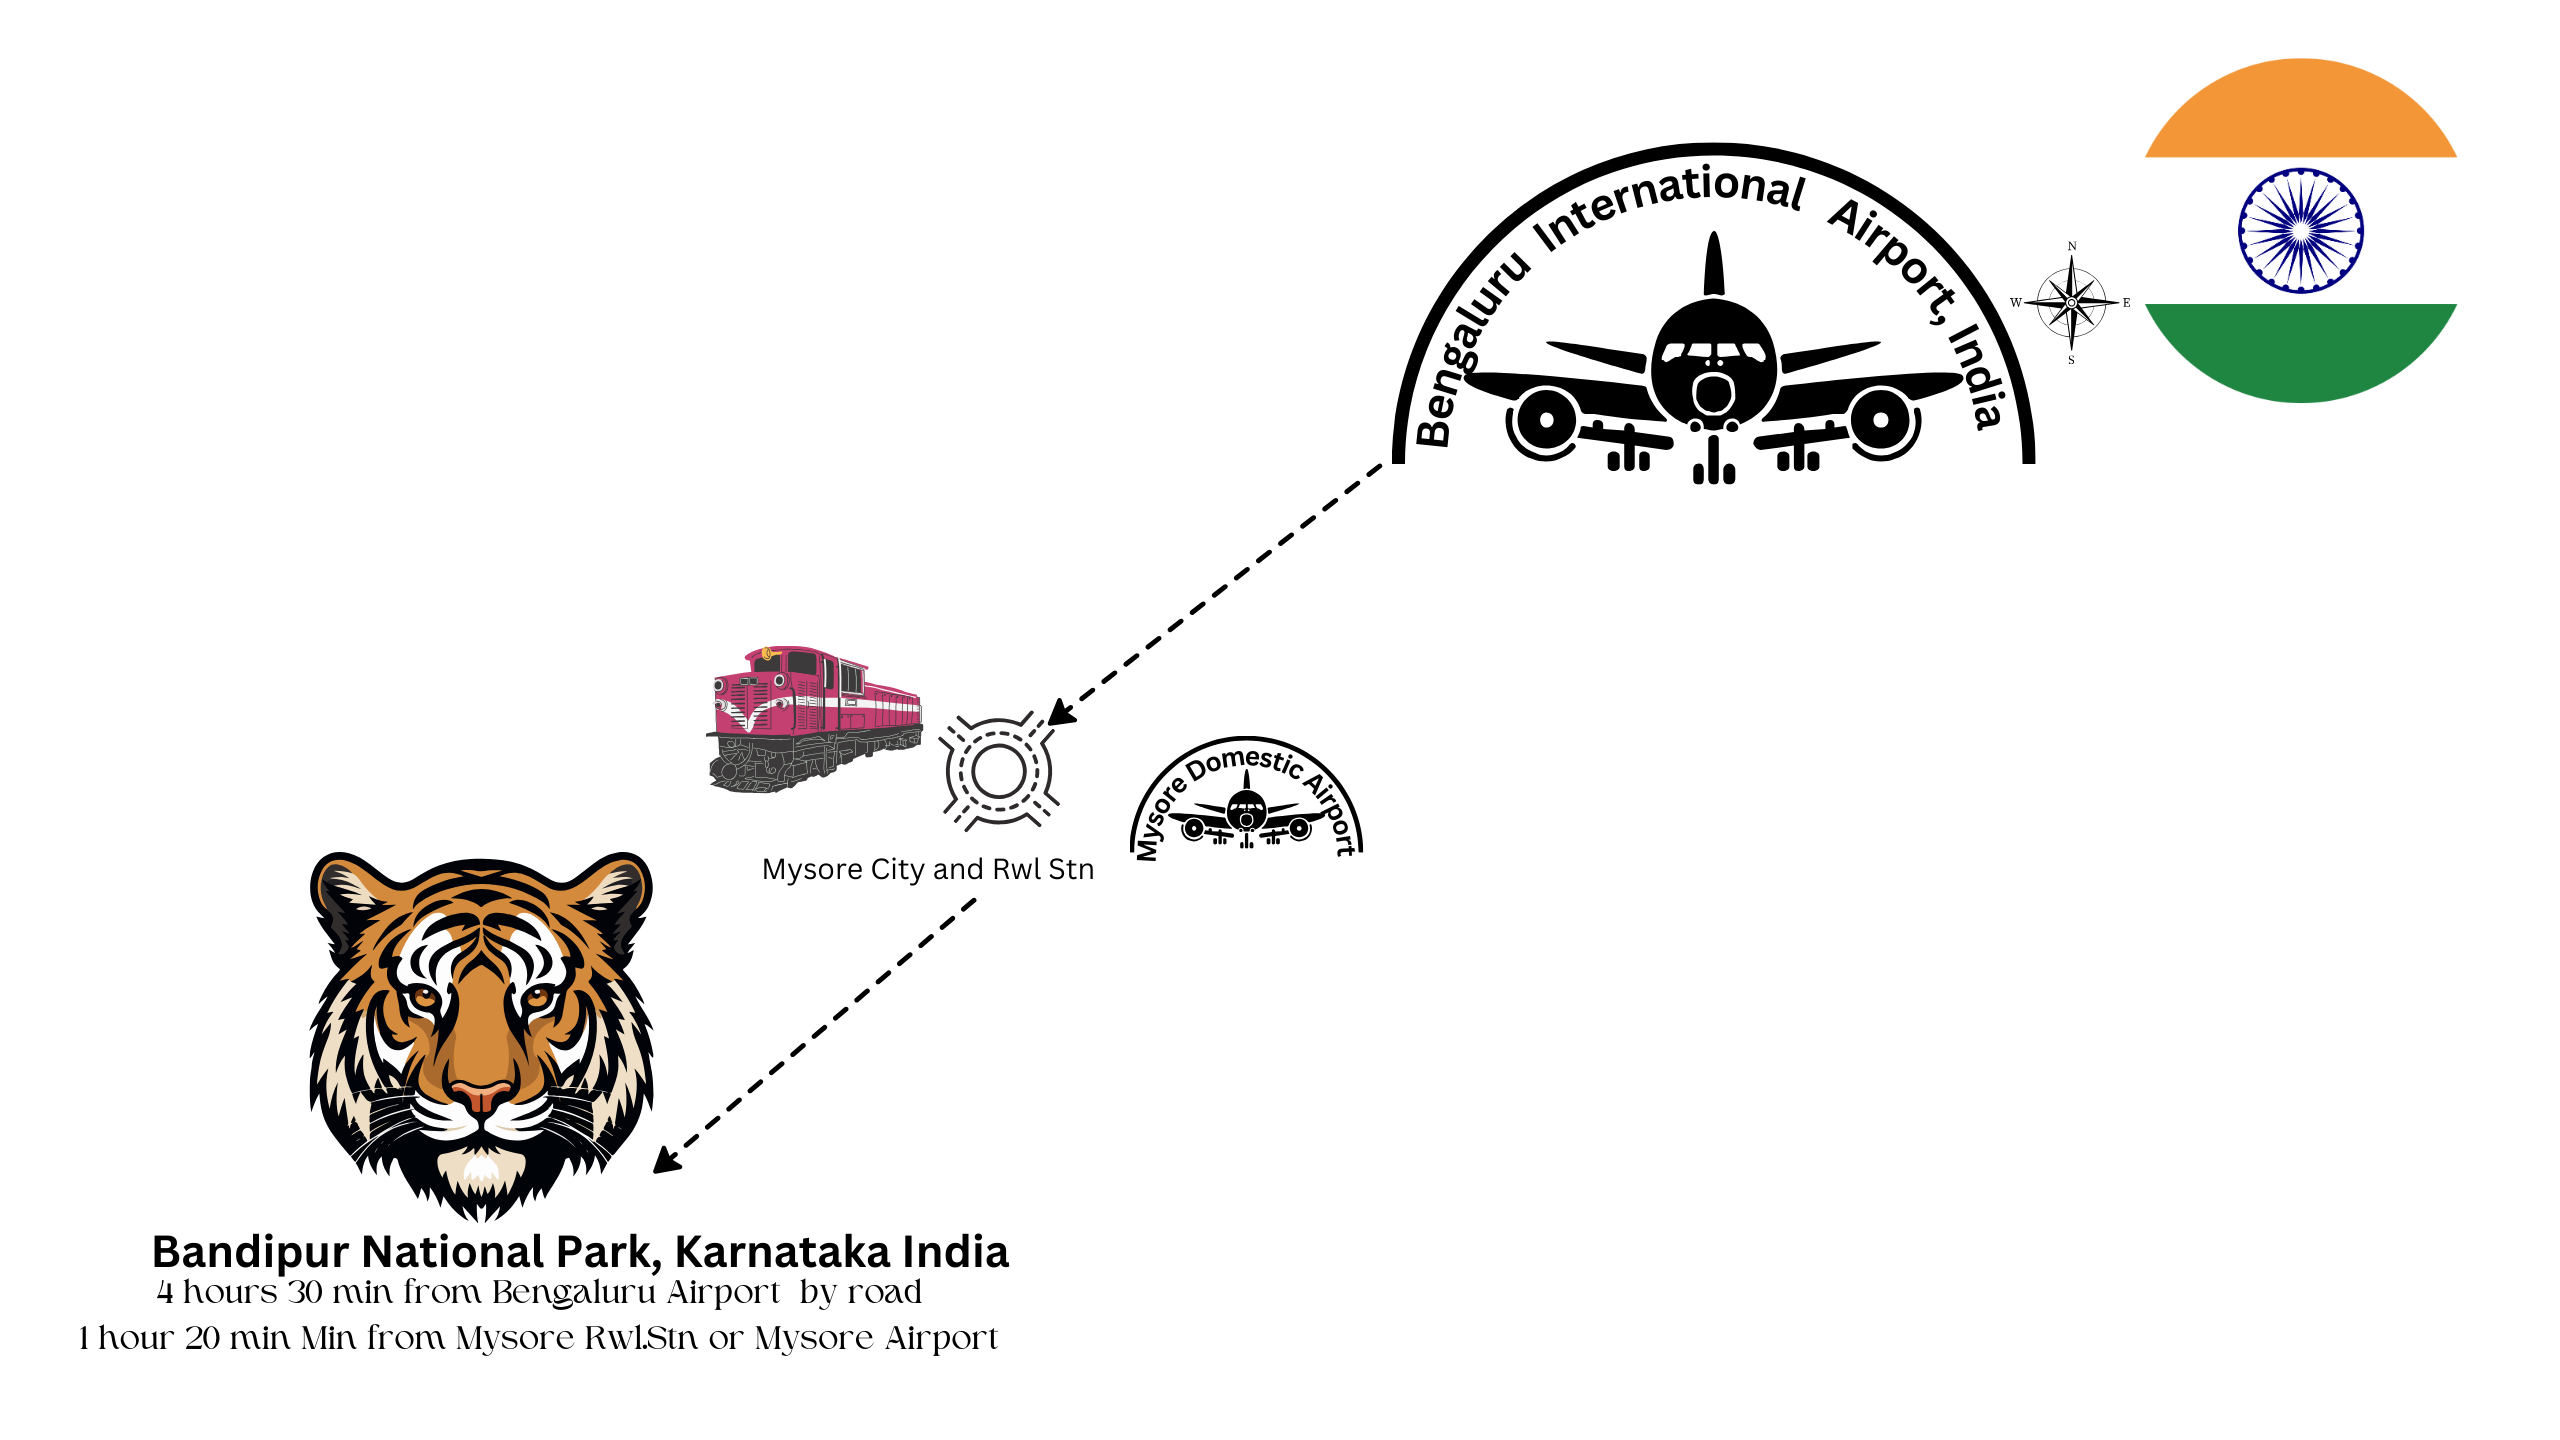 Bengaluru International Airport, India
N
W E
S
Mysore Domestic Airport
Mysore City and Rwl Stn
Bandipur National Park, Karnataka India
4 hours 30 min from Bengaluru Airport by road
1 hour 20 min Min from Mysore Rwl.Stn or Mysore Airport